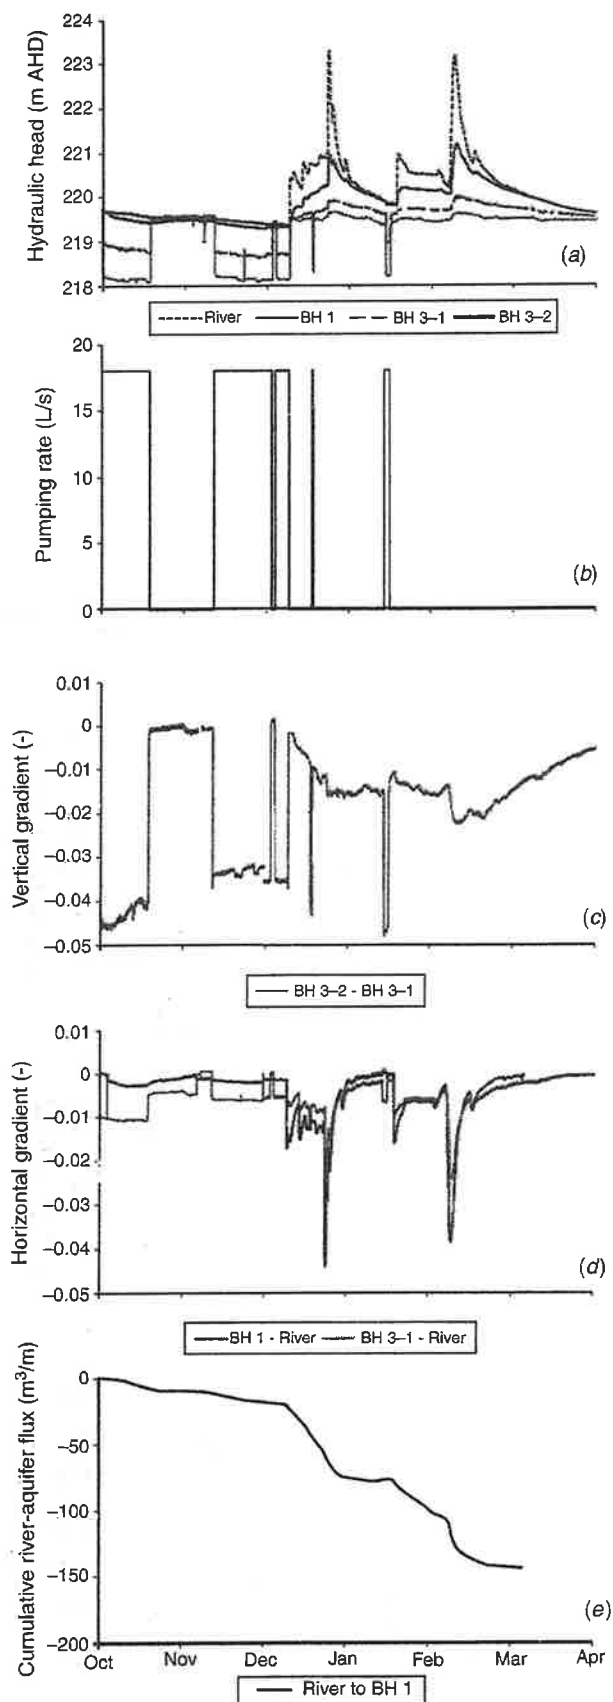 224
223
222
221
220
219
218
Hydraulic head (m AHD)
(a)
River BH 1 BH 3–1 BH 3–2
20
15
10
5
0
Pumping rate (L/s)
(b)
0.01
0
−0.01
−0.02
−0.03
−0.04
−0.05
Vertical gradient (-)
(c)
BH 3–2 - BH 3–1
0.01
0
−0.01
−0.02
−0.03
−0.04
−0.05
Horizontal gradient (-)
(d)
BH 1 - River BH 3–1 - River
0
−50
−100
−150
−200
Cumulative river-aquifer flux (m³/m)
(e)
Oct Nov Dec Jan Feb Mar Apr
River to BH 1